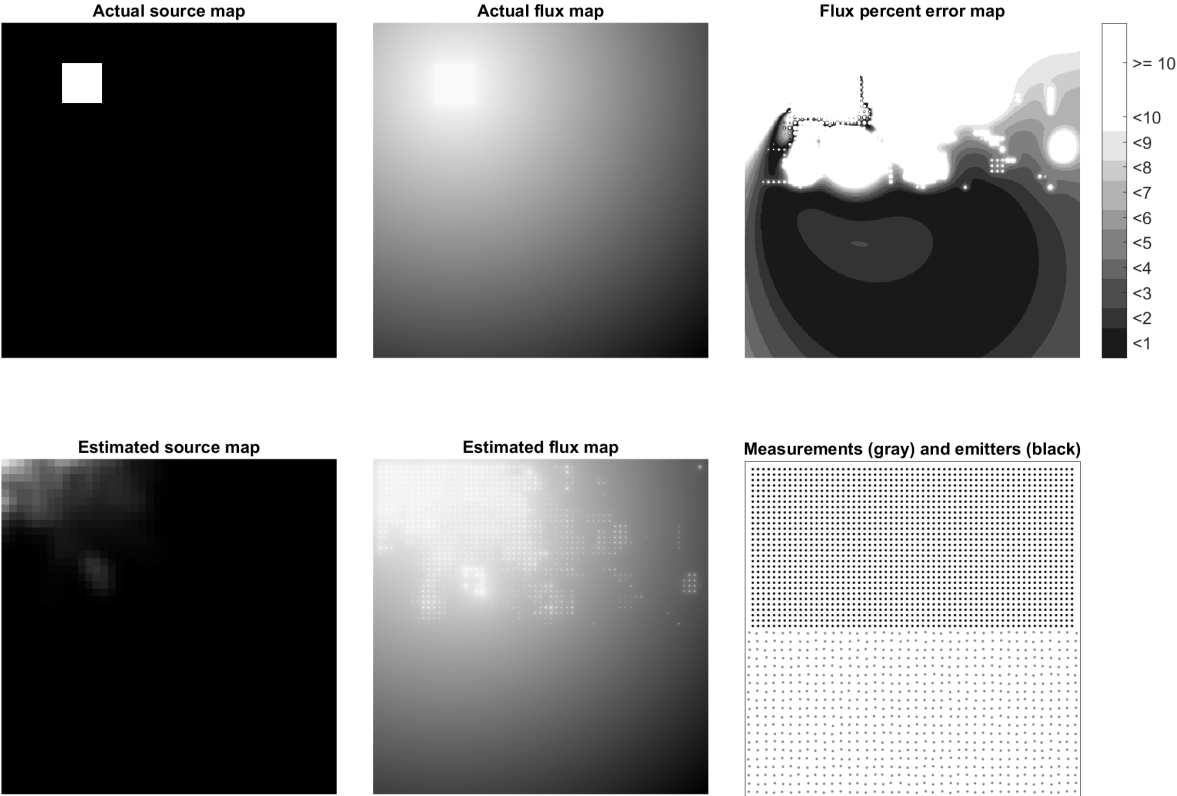 Actual source map
Actual flux map
Flux percent error map
>= 10
<10
<9
<8
<7
<6
<5
<4
<3
<2
<1
Estimated source map
Estimated flux map
Measurements (gray) and emitters (black)